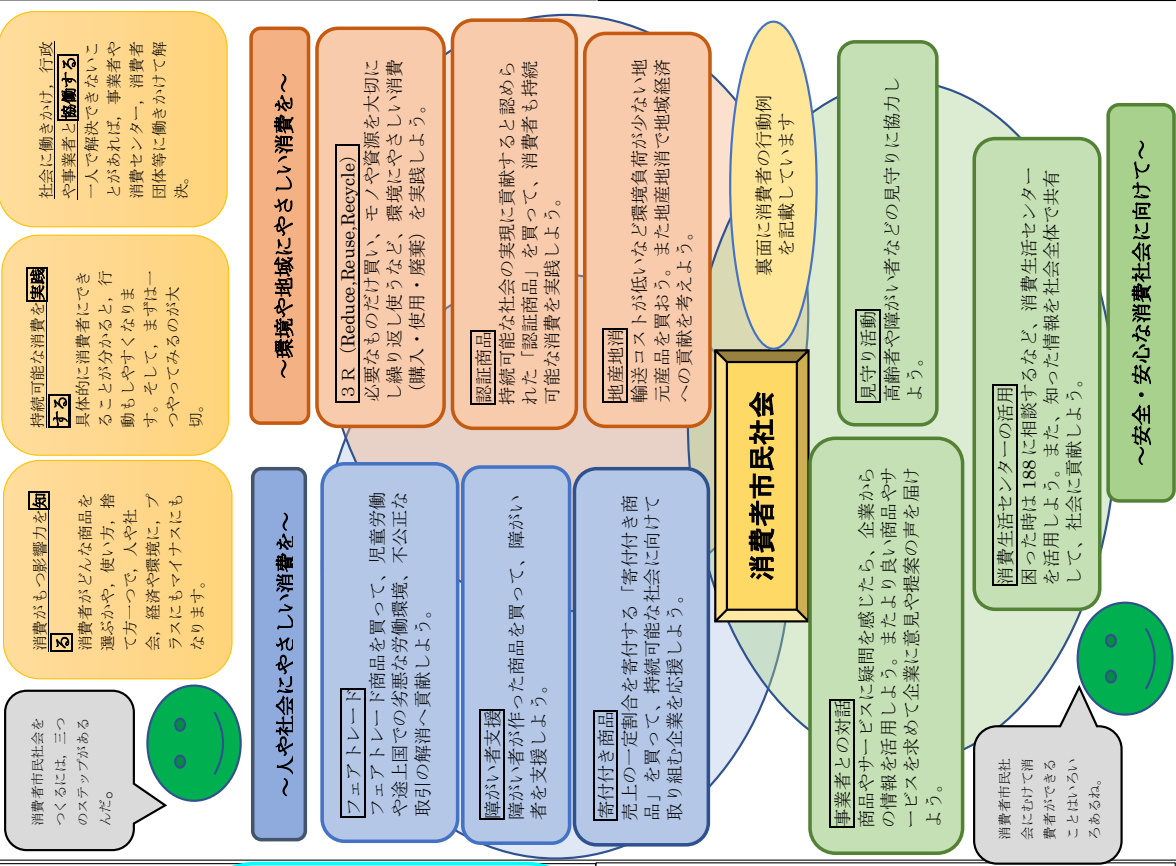 消費者市民社会を
つくるには，三つ
のステップがある
んだ。
消費がもつ影響力を知
る
消費者がどんな商品を
選ぶかや，使い方，捨
て方一つで，人や社
会，経済や環境に，プ
ラスにもマイナスにも
なります。
持続可能な消費を実践
する
具体的に消費者にでき
ることが分かると，行
動もしやすくなりま
す。そして，まずは一
つやってみるのが大
切。
社会に働きかけ，行政
や事業者と協働する
一人で解決できないこ
とがあれば，事業者や
消費センター，消費者
団体等に働きかけて解
決。
～人や社会にやさしい消費を～
フェアトレード
フェアトレード商品を買って、児童労働
や途上国での劣悪な労働環境、不公正な
取引の解消へ貢献しよう。
障がい者支援
障がい者が作った商品を買って、障がい
者を支援しよう。
寄付付き商品
売上の一定割合を寄付する「寄付付き商
品」を買って、持続可能な社会に向けて
取り組む企業を応援しよう。
～環境や地域にやさしい消費を～
３Ｒ（Reduce,Reuse,Recycle）
必要なものだけ買い、モノや資源を大切に
し繰り返し使うなど、環境にやさしい消費
（購入・使用・廃棄）を実践しよう。
認証商品
持続可能な社会の実現に貢献すると認めら
れた「認証商品」を買って、消費者も持続
可能な消費を実践しよう。
地産地消
輸送コストが低いなど環境負荷が少ない地
元産品を買おう。また地産地消で地域経済
への貢献を考えよう。
消費者市民社会
裏面に消費者の行動例
を記載しています
事業者との対話
商品やサービスに疑問を感じたら、企業から
の情報を活用しよう。またより良い商品やサ
ービスを求めて企業に意見や提案の声を届け
よう。
見守り活動
高齢者や障がい者などの見守りに協力し
よう。
消費生活センターの活用
困った時は 188 に相談するなど、消費生活センター
を活用しよう。また、知った情報を社会全体で共有
して、社会に貢献しよう。
～安全・安心な消費社会に向けて～
消費者市民社
会にむけて消
費者ができる
ことはいろい
ろあるね。